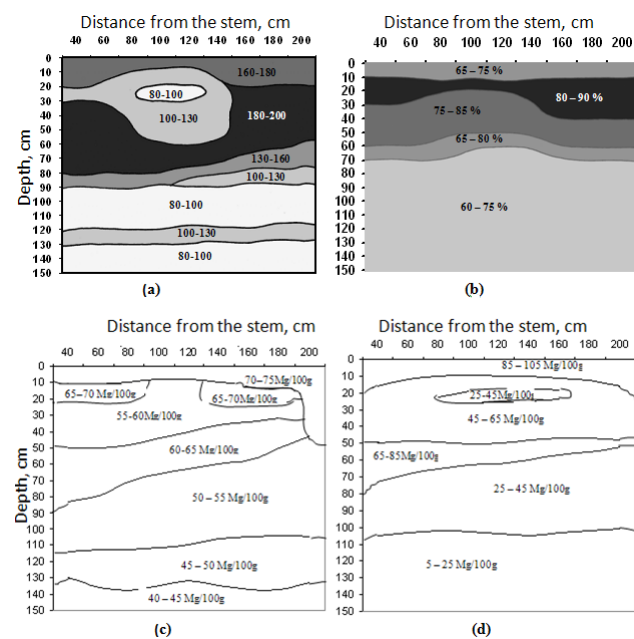 Distance from the stem, cm
40 60 80 100 120 140 160 180 200
Depth, cm
0
10
20
30
40
50
60
70
80
90
100
110
120
130
140
150
160-180
80-100
100-130
180-200
130-160
100-130
80-100
100-130
80-100
(a)
Distance from the stem, cm
40 60 80 100 120 140 160 180 200
0
10
20
30
40
50
60
70
80
90
100
110
120
130
140
150
65 – 75 %
80 – 90 %
75 – 85 %
65 – 80 %
60 – 75 %
(b)
Distance from the stem, cm
40 60 80 100 120 140 160 180 200
Depth, cm
0
10
20
30
40
50
60
70
80
90
100
110
120
130
140
150
70–75Mg/100g
65–70 Mg/100g
65-70Mg/100g
55-60Mg/100g
60-65 Mg/100g
50 – 55 Mg/100g
45 – 50 Mg/100g
40 – 45 Mg/100g
(c)
Distance from the stem, cm
40 60 80 100 120 140 160 180 200
0
10
20
30
40
50
60
70
80
90
100
110
120
130
140
150
85 – 105 Mg/100g
25-45Mg/100g
45 – 65 Mg/100g
65-85Mg/100g
25 – 45 Mg/100g
5 – 25 Mg/100g
(d)